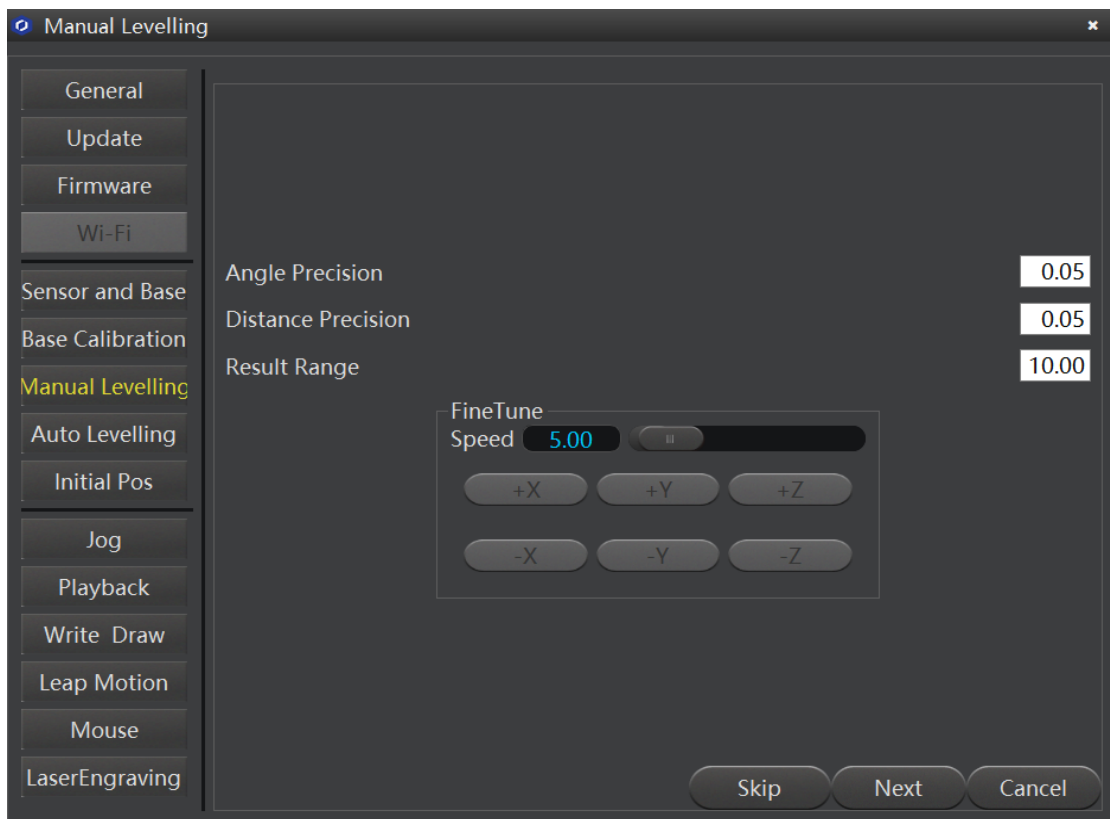 Manual Levelling
General
Update
Firmware
Wi-Fi
Sensor and Base
Base Calibration
Manual Levelling
Auto Levelling
Initial Pos
Jog
Playback
Write Draw
Leap Motion
Mouse
LaserEngraving
Angle Precision 0.05
Distance Precision 0.05
Result Range 10.00
FineTune
Speed 5.00
+X +Y +Z
-X -Y -Z
Skip Next Cancel